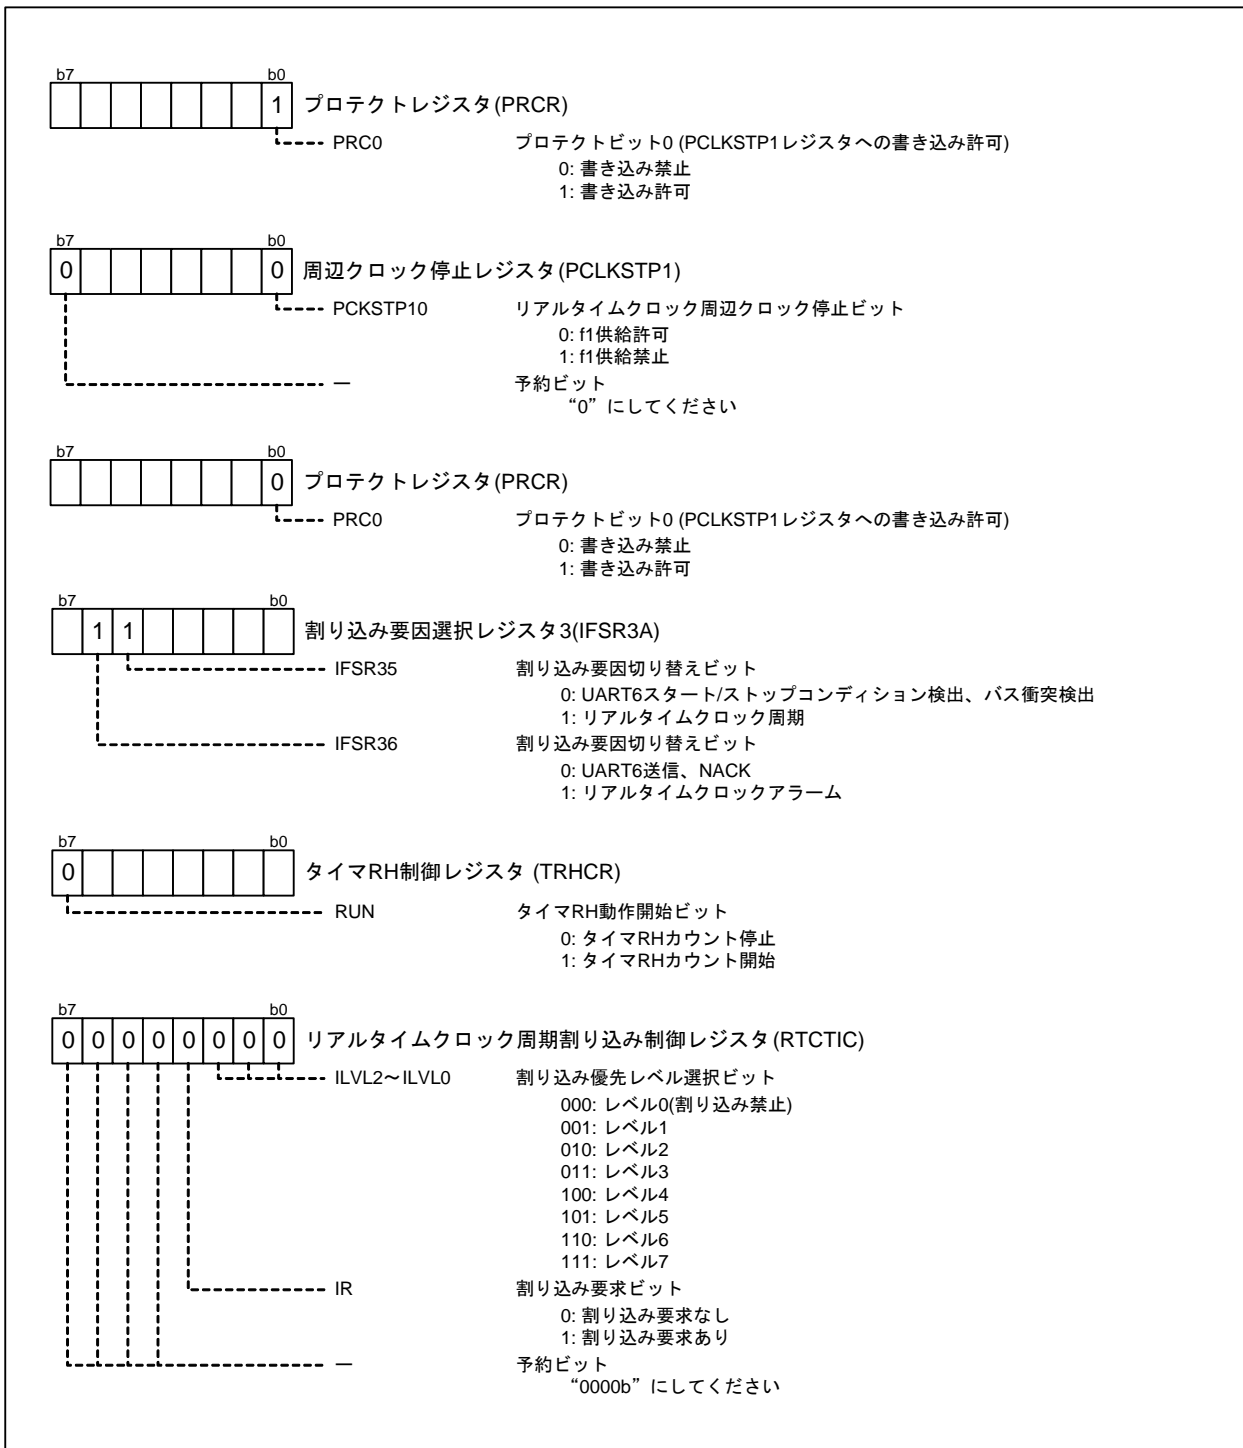 b7 b0
1 プロテクトレジスタ(PRCR)
PRC0 プロテクトビット0 (PCLKSTP1レジスタへの書き込み許可)
0: 書き込み禁止
1: 書き込み許可
b7 b0
0 0 周辺クロック停止レジスタ(PCLKSTP1)
PCKSTP10 リアルタイムクロック周辺クロック停止ビット
0: f1供給許可
1: f1供給禁止
— 予約ビット
“0”にしてください
b7 b0
0 プロテクトレジスタ(PRCR)
PRC0 プロテクトビット0 (PCLKSTP1レジスタへの書き込み許可)
0: 書き込み禁止
1: 書き込み許可
b7 b0
1 1 割り込み要因選択レジスタ3(IFSR3A)
IFSR35 割り込み要因切り替えビット
0: UART6スタート/ストップコンディション検出、バス衝突検出
1: リアルタイムクロック周期
IFSR36 割り込み要因切り替えビット
0: UART6送信、NACK
1: リアルタイムクロックアラーム
b7 b0
0 タイマRH制御レジスタ (TRHCR)
RUN タイマRH動作開始ビット
0: タイマRHカウント停止
1: タイマRHカウント開始
b7 b0
0 0 0 0 0 0 0 0 リアルタイムクロック周期割り込み制御レジスタ(RTCTIC)
ILVL2～ILVL0 割り込み優先レベル選択ビット
000: レベル0(割り込み禁止)
001: レベル1
010: レベル2
011: レベル3
100: レベル4
101: レベル5
110: レベル6
111: レベル7
IR 割り込み要求ビット
0: 割り込み要求なし
1: 割り込み要求あり
— 予約ビット
“0000b”にしてください